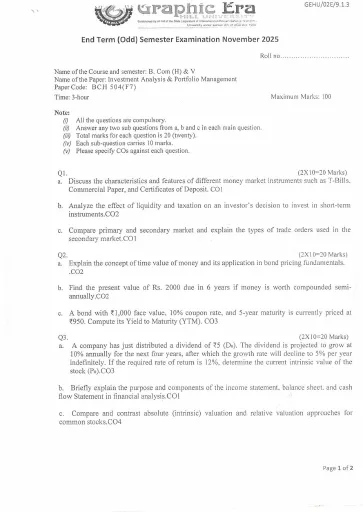 GEHU/02E/9.1.3
Graphic Era
HILL UNIVERSITY
End Term (Odd) Semester Examination November 2025
Roll no..............................
Name of the Course and semester: B. Com (H) & V
Name of the Paper: Investment Analysis & Portfolio Management
Paper Code: BCH 504(F7)
Time: 3-hour Maximum Marks: 100
Note:
(i) All the questions are compulsory.
(ii) Answer any two sub questions from a, b and c in each main question.
(iii) Total marks for each question is 20 (twenty).
(iv) Each sub-question carries 10 marks.
(v) Please specify COs against each question.
Q1. (2X10=20 Marks)
a. Discuss the characteristics and features of different money market instruments such as T-Bills,
Commercial Paper, and Certificates of Deposit. CO1
b. Analyze the effect of liquidity and taxation on an investor's decision to invest in short-term
instruments.CO2
c. Compare primary and secondary market and explain the types of trade orders used in the
secondary market.CO1
Q2. (2X10=20 Marks)
a. Explain the concept of time value of money and its application in bond pricing fundamentals.
.CO2
b. Find the present value of Rs. 2000 due in 6 years if money is worth compounded semi-
annually.CO2
c. A bond with ₹1,000 face value, 10% coupon rate, and 5-year maturity is currently priced at
₹950. Compute its Yield to Maturity (YTM). CO3
Q3. (2X10=20 Marks)
a. A company has just distributed a dividend of ₹5 (D₀). The dividend is projected to grow at
10% annually for the next four years, after which the growth rate will decline to 5% per year
indefinitely. If the required rate of return is 12%, determine the current intrinsic value of the
stock (P₀).CO3
b. Briefly explain the purpose and components of the income statement, balance sheet, and cash
flow Statement in financial analysis.CO1
c. Compare and contrast absolute (intrinsic) valuation and relative valuation approaches for
common stocks.CO4
Page 1 of 2